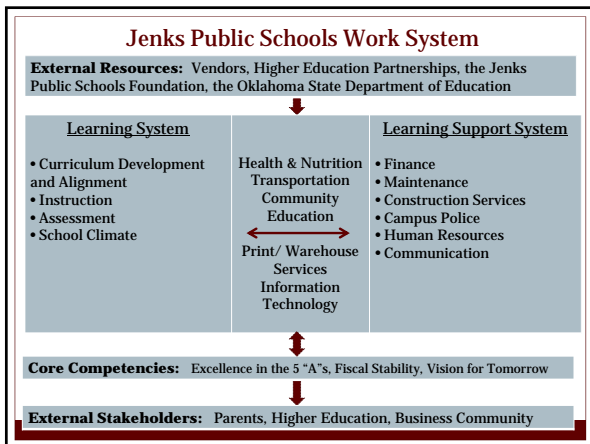 Jenks Public Schools Work System
External Resources: Vendors, Higher Education Partnerships, the Jenks
Public Schools Foundation, the Oklahoma State Department of Education
Learning System
• Curriculum Development
and Alignment
• Instruction
• Assessment
• School Climate
Health & Nutrition
Transportation
Community
Education
Print/ Warehouse
Services
Information
Technology
Learning Support System
• Finance
• Maintenance
• Construction Services
• Campus Police
• Human Resources
• Communication
Core Competencies: Excellence in the 5 "A"s, Fiscal Stability, Vision for Tomorrow
External Stakeholders: Parents, Higher Education, Business Community